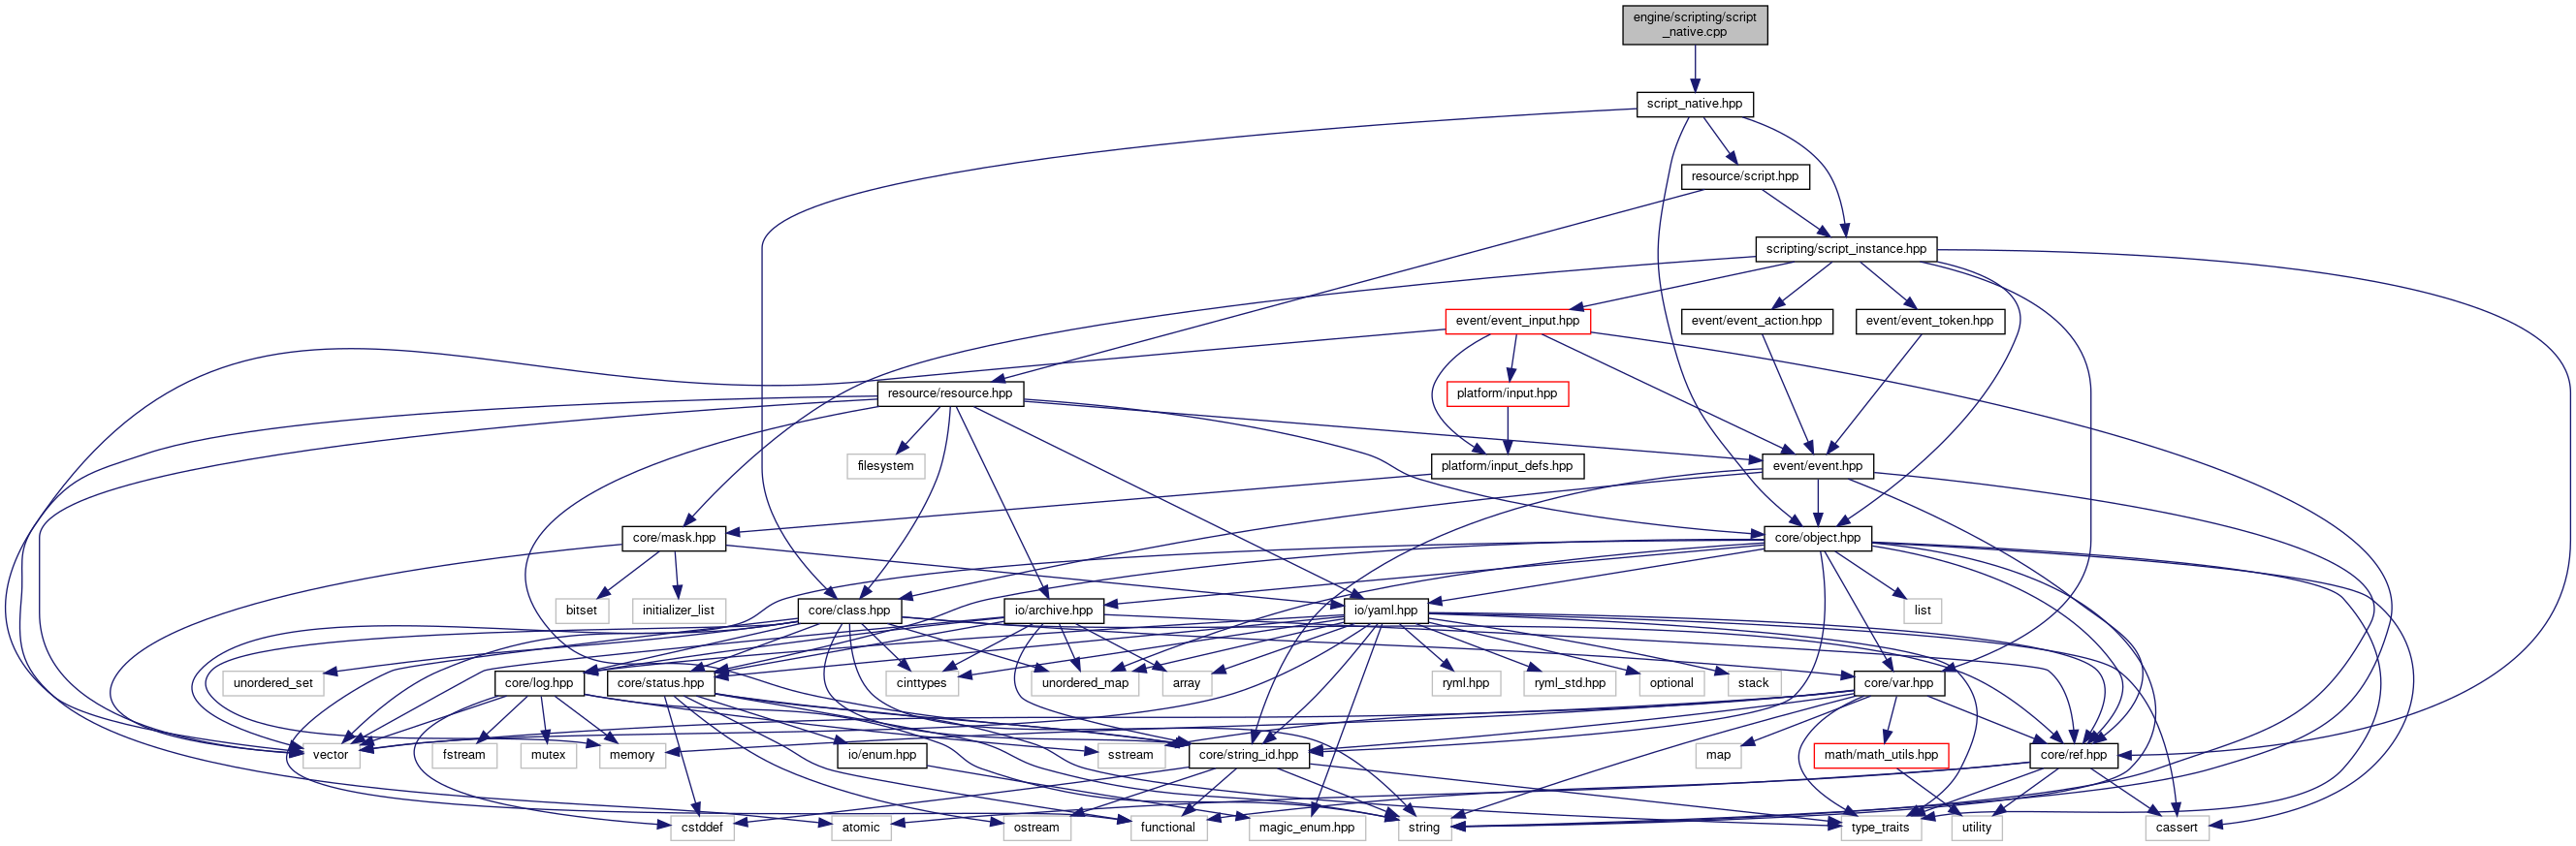 engine/scripting/script
_native.cpp
script_native.hpp
resource/script.hpp
scripting/script_instance.hpp
event/event_input.hpp
event/event_action.hpp
event/event_token.hpp
resource/resource.hpp
platform/input.hpp
filesystem
platform/input_defs.hpp
event/event.hpp
core/mask.hpp
core/object.hpp
bitset
initializer_list
core/class.hpp
io/archive.hpp
io/yaml.hpp
list
unordered_set
core/log.hpp
core/status.hpp
cinttypes
unordered_map
array
ryml.hpp
ryml_std.hpp
optional
stack
core/var.hpp
vector
fstream
mutex
memory
io/enum.hpp
sstream
core/string_id.hpp
map
math/math_utils.hpp
core/ref.hpp
cstddef
atomic
ostream
functional
magic_enum.hpp
string
type_traits
utility
cassert